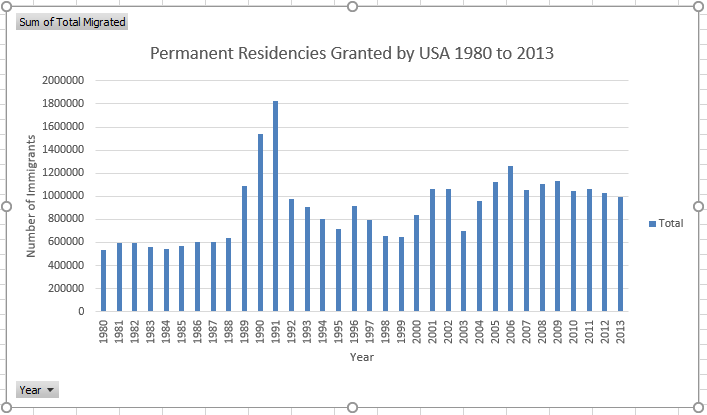 Sum of Total Migrated
Permanent Residencies Granted by USA 1980 to 2013
2000000
1800000
1600000
1400000
1200000
1000000
800000
600000
400000
200000
0
Number of Immigrants
Total
1980 1981 1982 1983 1984 1985 1986 1987 1988 1989 1990 1991 1992 1993 1994 1995 1996 1997 1998 1999 2000 2001 2002 2003 2004 2005 2006 2007 2008 2009 2010 2011 2012 2013
Year
Year